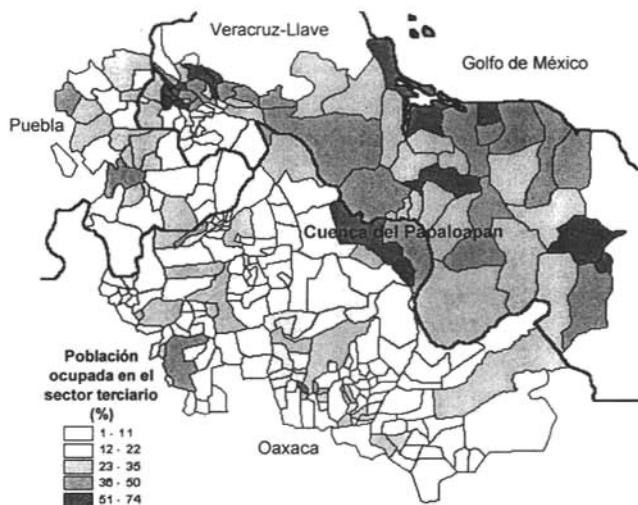 Veracruz-Llave
Golfo de México
Puebla
Cuenca del Papaloapan
Población
ocupada en el
sector terciario
(%)
1 - 11
12 - 22
23 - 35
36 - 50
51 - 74
Oaxaca